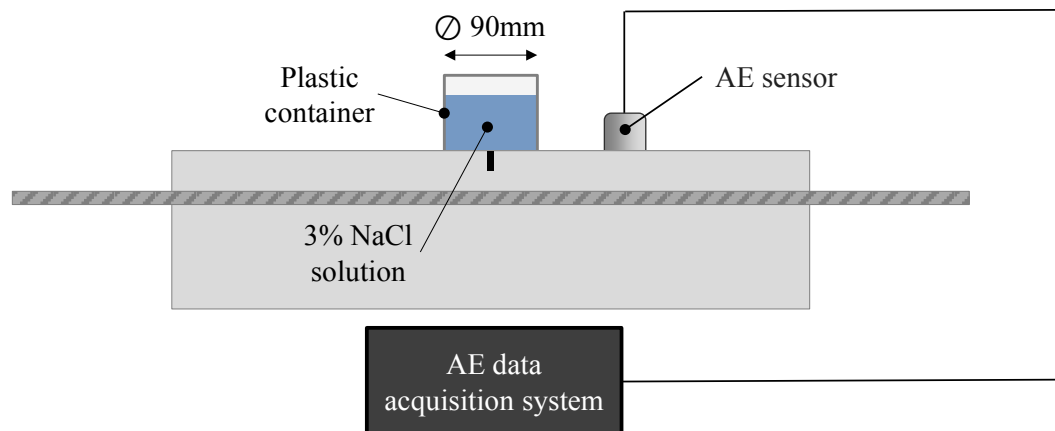 ∅ 90mm
Plastic
container
AE sensor
3% NaCl
solution
AE data
acquisition system